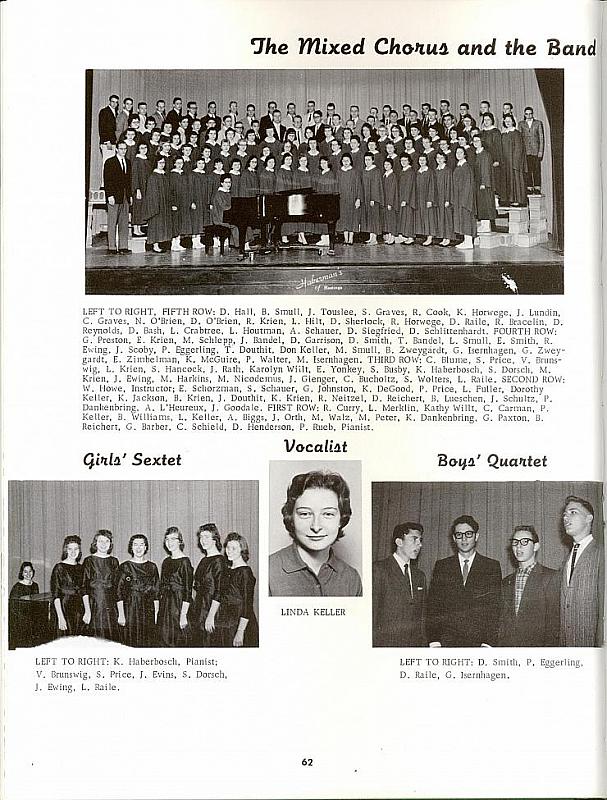 The Mixed Chorus and the Band
Haberman's
of Hastings
LEFT TO RIGHT, FIFTH ROW: D. Hall, B. Smull, J. Touslee, S. Graves, R. Cook, K. Horwege, J. Lundin,
C. Graves, N. O'Brien, D. O'Brien, R. Krien, L. Hilt, D. Sherlock, R. Horwege, D. Raile, R. Bracelin, D.
Reynolds, D. Bash, L. Crabtree, L. Houtman, A. Schauer, D. Siegfried, D. Schlittenhardt. FOURTH ROW:
G. Preston, E. Krien, M. Schlepp, J. Bandel, D. Garrison, D. Smith, T. Bandel, L. Smull, E. Smith, R.
Ewing, J. Scoby, P. Eggerling, T. Douthit, Don Keller, M. Smull, B. Zweygardt, G. Isernhagen, G. Zwey-
gardt, E. Zimbelman, K. McGuire, P. Walter, M. Isernhagen. THIRD ROW: C. Blume, S. Price, V. Bruns-
wig, L. Krien, S. Hancock, J. Rath, Karolyn Wiilt, E. Yonkey, S. Busby, K. Haberbosch, S. Dorsch, M.
Krien, J. Ewing, M. Harkins, M. Nicodemus, J. Gienger, C. Bucholtz, S. Wolters, L. Raile. SECOND ROW:
W. Howe, Instructor; E. Schorzman, S. Schauer, G. Johnston, K. DeGood, P. Price, L. Fuller, Dorothy
Keller, K. Jackson, B. Krien, J. Douthit, K. Krien, R. Neitzel, D. Reichert, B. Lueschen, J. Schultz, P.
Dankenbring, A. L'Heureux, J. Goodale. FIRST ROW: R. Curry, L. Merklin, Kathy Willt, C. Carman, P.
Keller, B. Williams, L. Keller, A. Biggs, J. Orth, M. Walz, M. Peter, K. Dankenbring, G. Paxton, B.
Reichert, G. Barber, C. Schield, D. Henderson, P. Rueb, Pianist.
Girls' Sextet
Vocalist
Boys' Quartet
LINDA KELLER
LEFT TO RIGHT: K. Haberbosch, Pianist;
V. Brunswig, S. Price, J. Evins, S. Dorsch,
J. Ewing, L. Raile.
LEFT TO RIGHT: D. Smith, P. Eggerling,
D. Raile, G. Isernhagen.
62